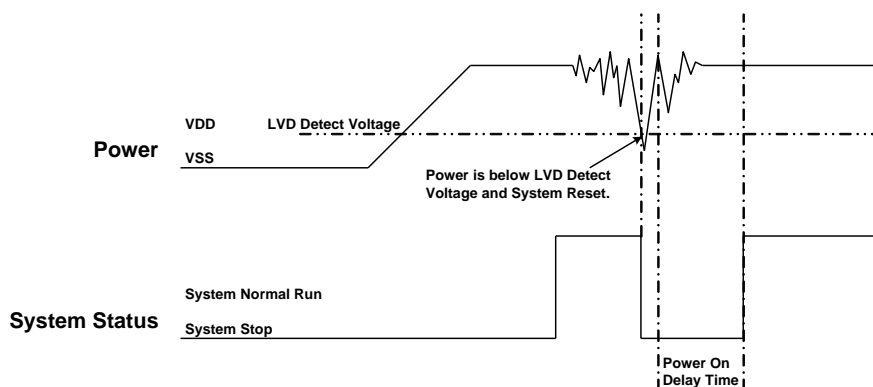 VDD
LVD Detect Voltage
Power
VSS
Power is below LVD Detect
Voltage and System Reset.
System Normal Run
System Status
System Stop
Power On
Delay Time